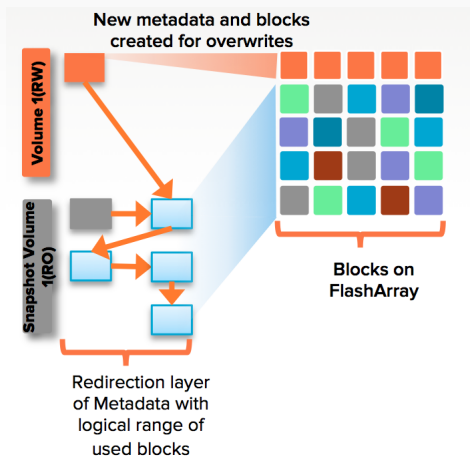 New metadata and blocks
created for overwrites
Volume 1(RW)
Snapshot Volume
1(RO)
Blocks on
FlashArray
Redirection layer
of Metadata with
logical range of
used blocks